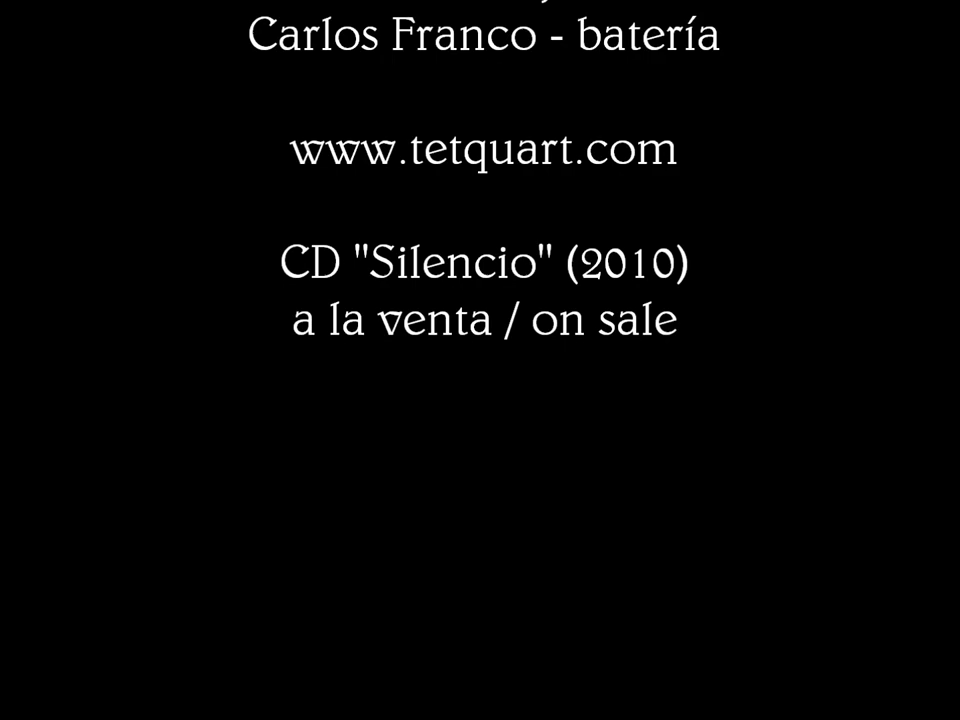 Carlos Franco - batería
www.tetquart.com
CD "Silencio" (2010)
a la venta / on sale